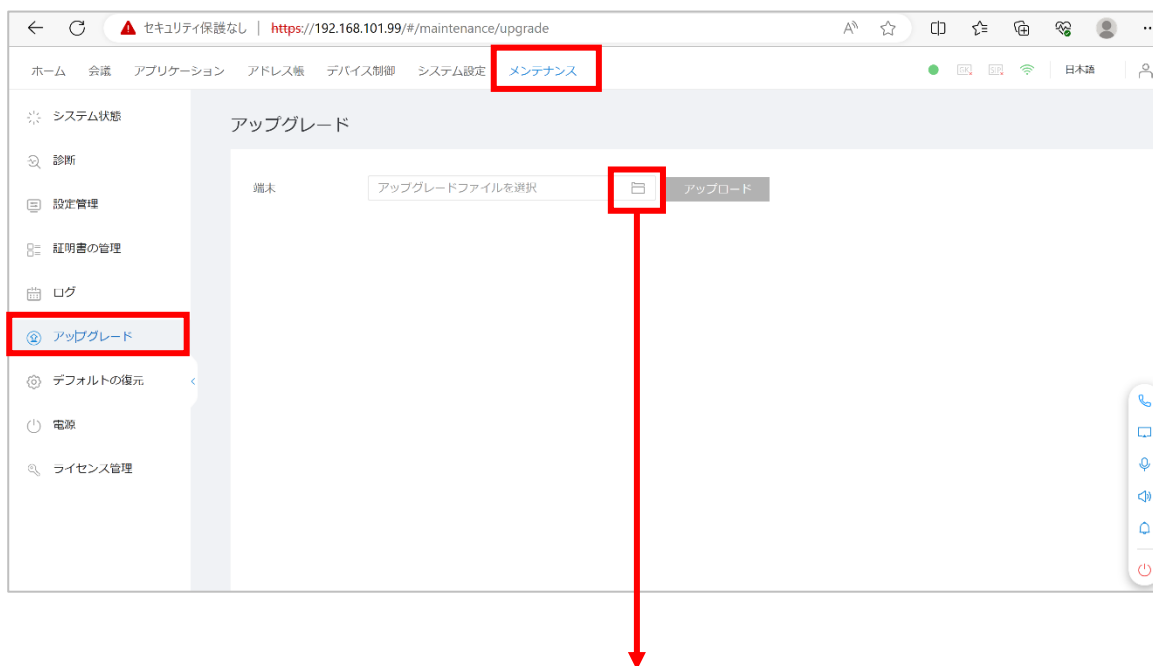 セキュリティ保護なし | https://192.168.101.99/#/maintenance/upgrade
ホーム 会議 アプリケーション アドレス帳 デバイス制御 システム設定 メンテナンス 日本語
システム状態
アップグレード
診断
端末 アップグレードファイルを選択 アップロード
設定管理
証明書の管理
ログ
アップグレード
デフォルトの復元
電源
ライセンス管理